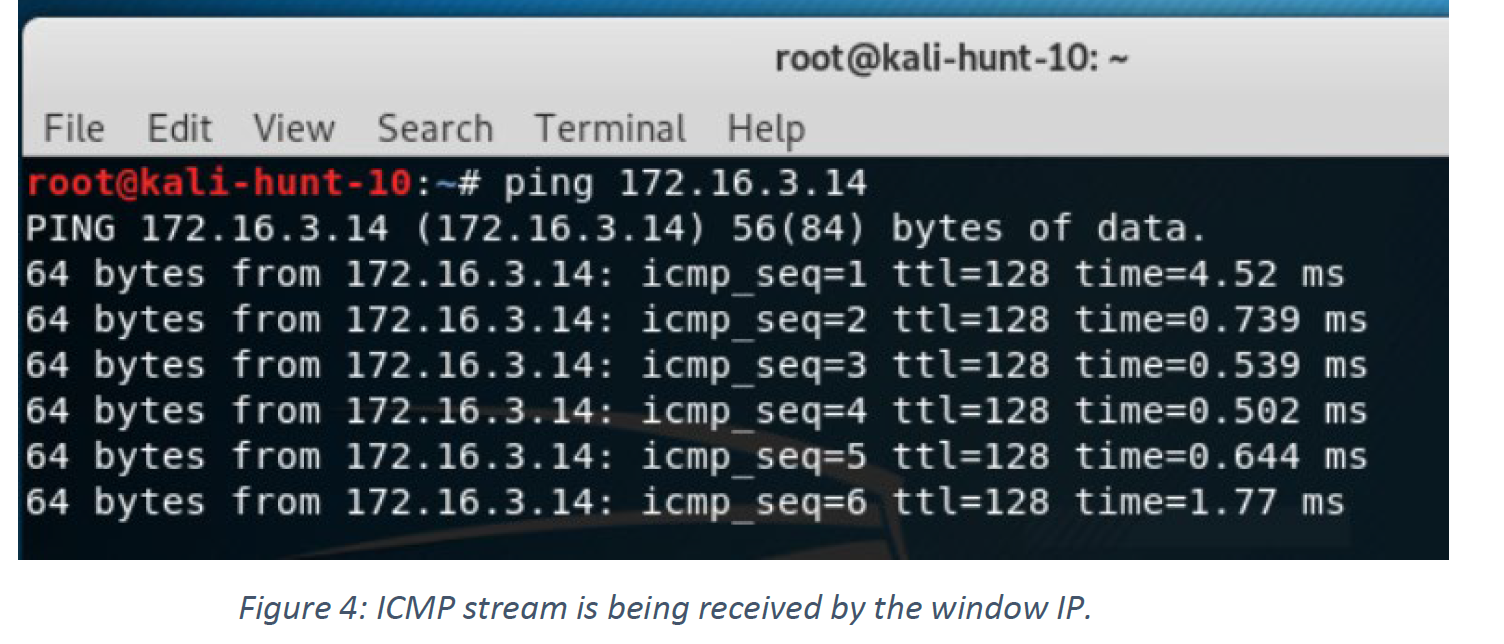 root@kali-hunt-10: ~
File Edit View Search Terminal Help
root@kali-hunt-10:~# ping 172.16.3.14
PING 172.16.3.14 (172.16.3.14) 56(84) bytes of data.
64 bytes from 172.16.3.14: icmp_seq=1 ttl=128 time=4.52 ms
64 bytes from 172.16.3.14: icmp_seq=2 ttl=128 time=0.739 ms
64 bytes from 172.16.3.14: icmp_seq=3 ttl=128 time=0.539 ms
64 bytes from 172.16.3.14: icmp_seq=4 ttl=128 time=0.502 ms
64 bytes from 172.16.3.14: icmp_seq=5 ttl=128 time=0.644 ms
64 bytes from 172.16.3.14: icmp_seq=6 ttl=128 time=1.77 ms
Figure 4: ICMP stream is being received by the window IP.